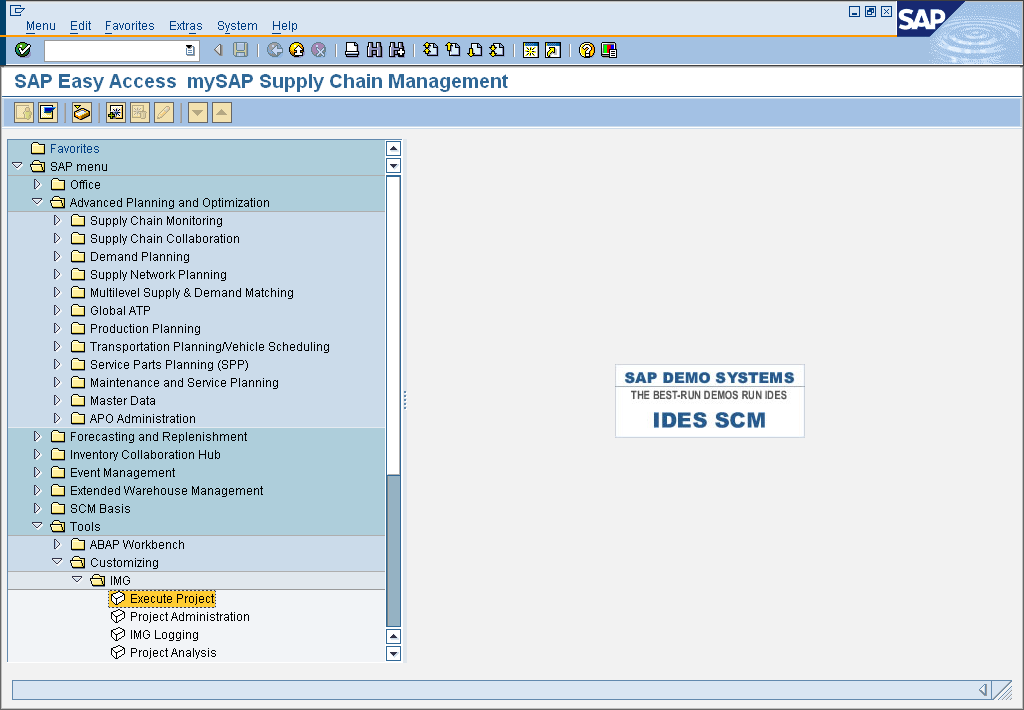 Menu Edit Favorites Extras System Help
SAP
SAP Easy Access mySAP Supply Chain Management
Favorites
SAP menu
Office
Advanced Planning and Optimization
Supply Chain Monitoring
Supply Chain Collaboration
Demand Planning
Supply Network Planning
Multilevel Supply & Demand Matching
Global ATP
Production Planning
Transportation Planning/Vehicle Scheduling
Service Parts Planning (SPP)
Maintenance and Service Planning
Master Data
APO Administration
Forecasting and Replenishment
Inventory Collaboration Hub
Event Management
Extended Warehouse Management
SCM Basis
Tools
ABAP Workbench
Customizing
IMG
Execute Project
Project Administration
IMG Logging
Project Analysis
SAP DEMO SYSTEMS
THE BEST-RUN DEMOS RUN IDES
IDES SCM